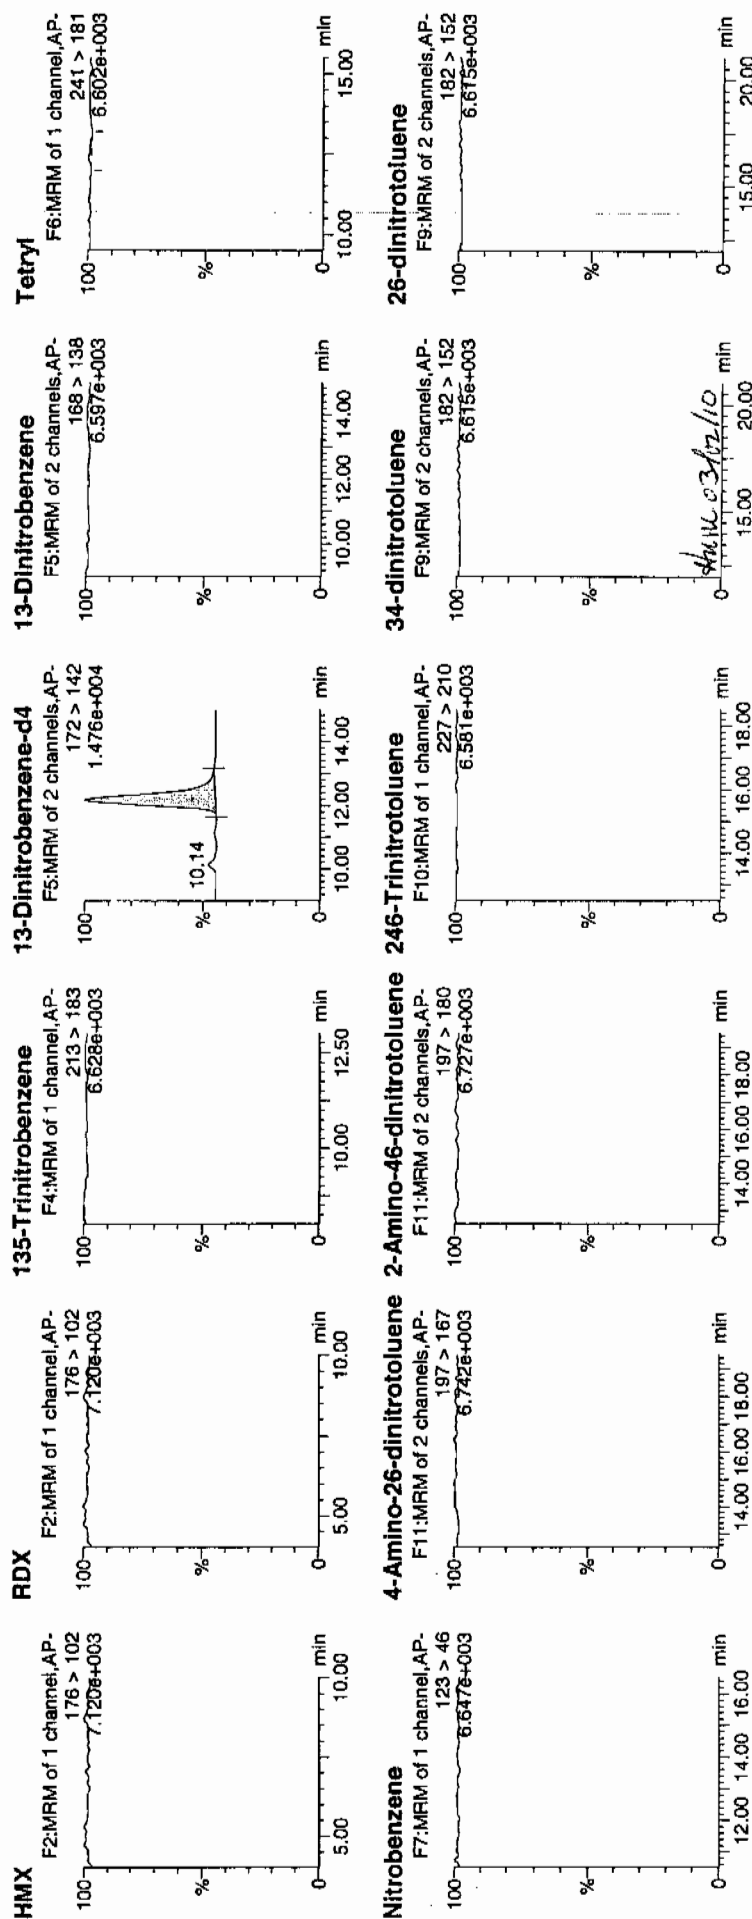 HMX
F2:MRM of 1 channel,AP-
176 > 102
7.120e+003
100
%
0
5.00
10.00
min
RDX
F2:MRM of 1 channel,AP-
176 > 102
7.120e+003
100
%
0
5.00
10.00
min
135-Trinitrobenzene
F4:MRM of 1 channel,AP-
213 > 183
6.628e+003
100
%
0
10.00
12.50
min
13-Dinitrobenzene-d4
F5:MRM of 2 channels,AP-
172 > 142
1.476e+004
100
%
10.14
0
10.00
12.00
14.00
min
13-Dinitrobenzene
F5:MRM of 2 channels,AP-
168 > 138
6.597e+003
100
%
0
10.00
12.00
14.00
min
Tetryl
F6:MRM of 1 channel,AP-
241 > 181
6.602e+003
100
%
0
10.00
15.00
min
Nitrobenzene
F7:MRM of 1 channel,AP-
123 > 46
6.647e+003
100
%
0
12.00
14.00
16.00
min
4-Amino-26-dinitrotoluene
F11:MRM of 2 channels,AP-
197 > 167
6.742e+003
100
%
0
14.00
16.00
18.00
min
2-Amino-46-dinitrotoluene
F11:MRM of 2 channels,AP-
197 > 180
6.727e+003
100
%
0
14.00
16.00
18.00
min
246-Trinitrotoluene
F10:MRM of 1 channel,AP-
227 > 210
6.581e+003
100
%
0
14.00
16.00
18.00
min
34-dinitrotoluene
F9:MRM of 2 channels,AP-
182 > 152
6.615e+003
100
%
03/02/10
0
15.00
20.00
min
26-dinitrotoluene
F9:MRM of 2 channels,AP-
182 > 152
6.615e+003
100
%
0
15.00
20.00
min